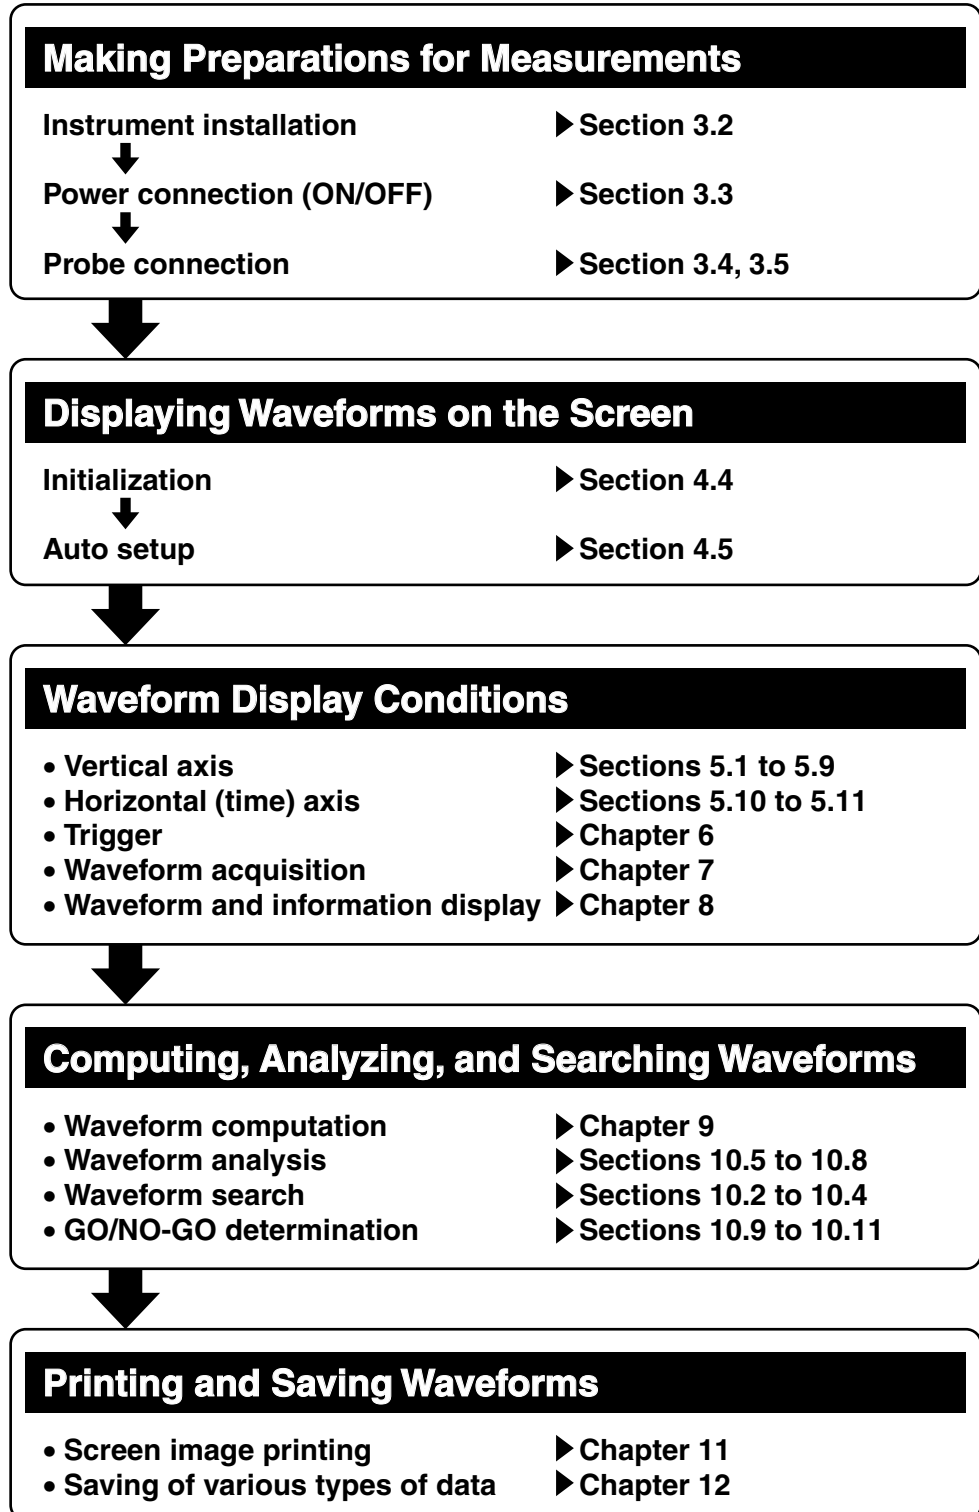 Making Preparations for Measurements
Instrument installation ▶ Section 3.2
Power connection (ON/OFF) ▶ Section 3.3
Probe connection ▶ Section 3.4, 3.5
Displaying Waveforms on the Screen
Initialization ▶ Section 4.4
Auto setup ▶ Section 4.5
Waveform Display Conditions
• Vertical axis ▶ Sections 5.1 to 5.9
• Horizontal (time) axis ▶ Sections 5.10 to 5.11
• Trigger ▶ Chapter 6
• Waveform acquisition ▶ Chapter 7
• Waveform and information display ▶ Chapter 8
Computing, Analyzing, and Searching Waveforms
• Waveform computation ▶ Chapter 9
• Waveform analysis ▶ Sections 10.5 to 10.8
• Waveform search ▶ Sections 10.2 to 10.4
• GO/NO-GO determination ▶ Sections 10.9 to 10.11
Printing and Saving Waveforms
• Screen image printing ▶ Chapter 11
• Saving of various types of data ▶ Chapter 12